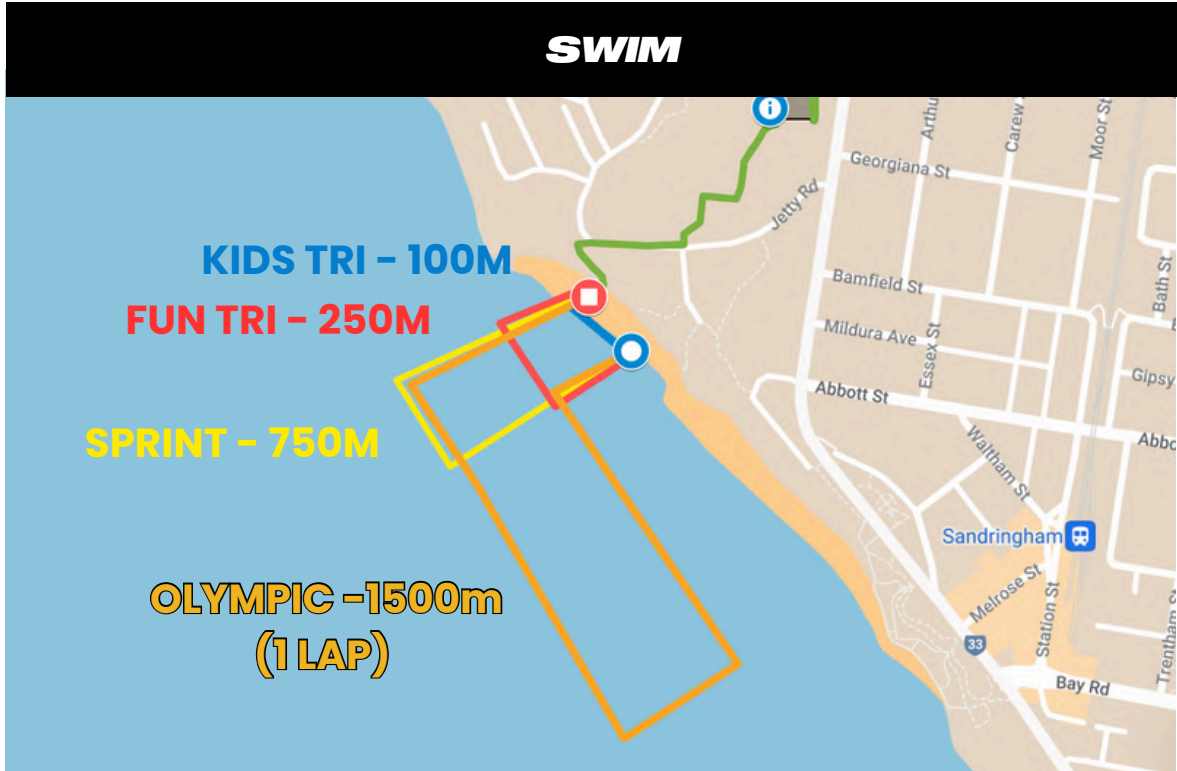 SWIM
Arthu
Carew
Moor St
Georgiana St
Jetty Rd
KIDS TRI - 100M
Bath St
Bamfield St
FUN TRI - 250M
Mildura Ave
Essex St
Gipsy
Abbott St
SPRINT - 750M
Abbo
Waltham St
Sandringham
OLYMPIC -1500m
(1 LAP)
Melrose St
Station St
Trentham St
33
Bay Rd